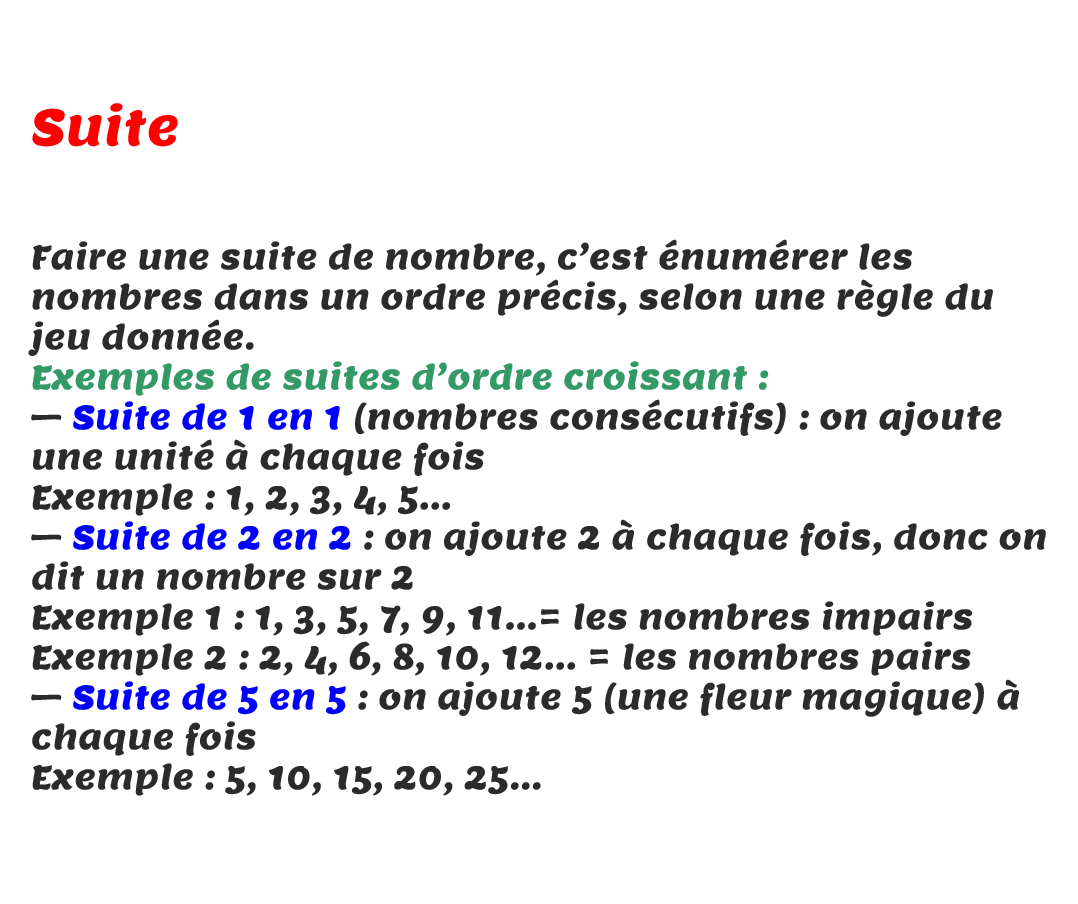 Suite
Faire une suite de nombre, c’est énumérer les
nombres dans un ordre précis, selon une règle du
jeu donnée.
Exemples de suites d’ordre croissant :
— Suite de 1 en 1 (nombres consécutifs) : on ajoute
une unité à chaque fois
Exemple : 1, 2, 3, 4, 5...
— Suite de 2 en 2 : on ajoute 2 à chaque fois, donc on
dit un nombre sur 2
Exemple 1 : 1, 3, 5, 7, 9, 11...= les nombres impairs
Exemple 2 : 2, 4, 6, 8, 10, 12... = les nombres pairs
— Suite de 5 en 5 : on ajoute 5 (une fleur magique) à
chaque fois
Exemple : 5, 10, 15, 20, 25...